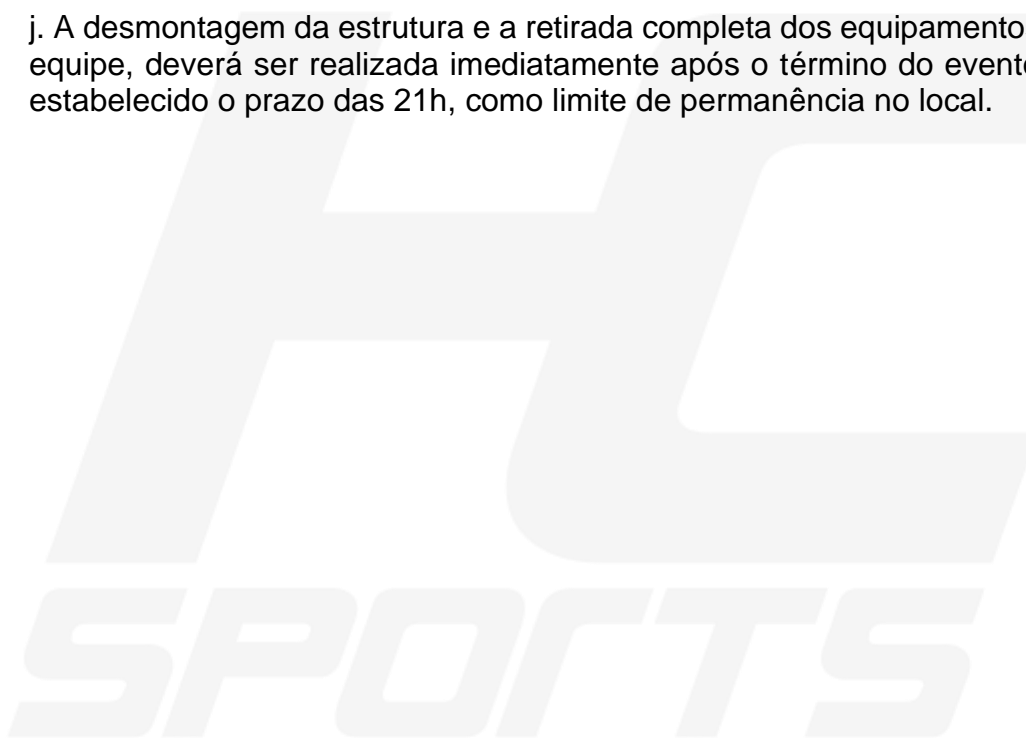 j. A desmontagem da estrutura e a retirada completa dos equipamento
equipe, deverá ser realizada imediatamente após o término do event
estabelecido o prazo das 21h, como limite de permanência no local.
HC
SPORTS